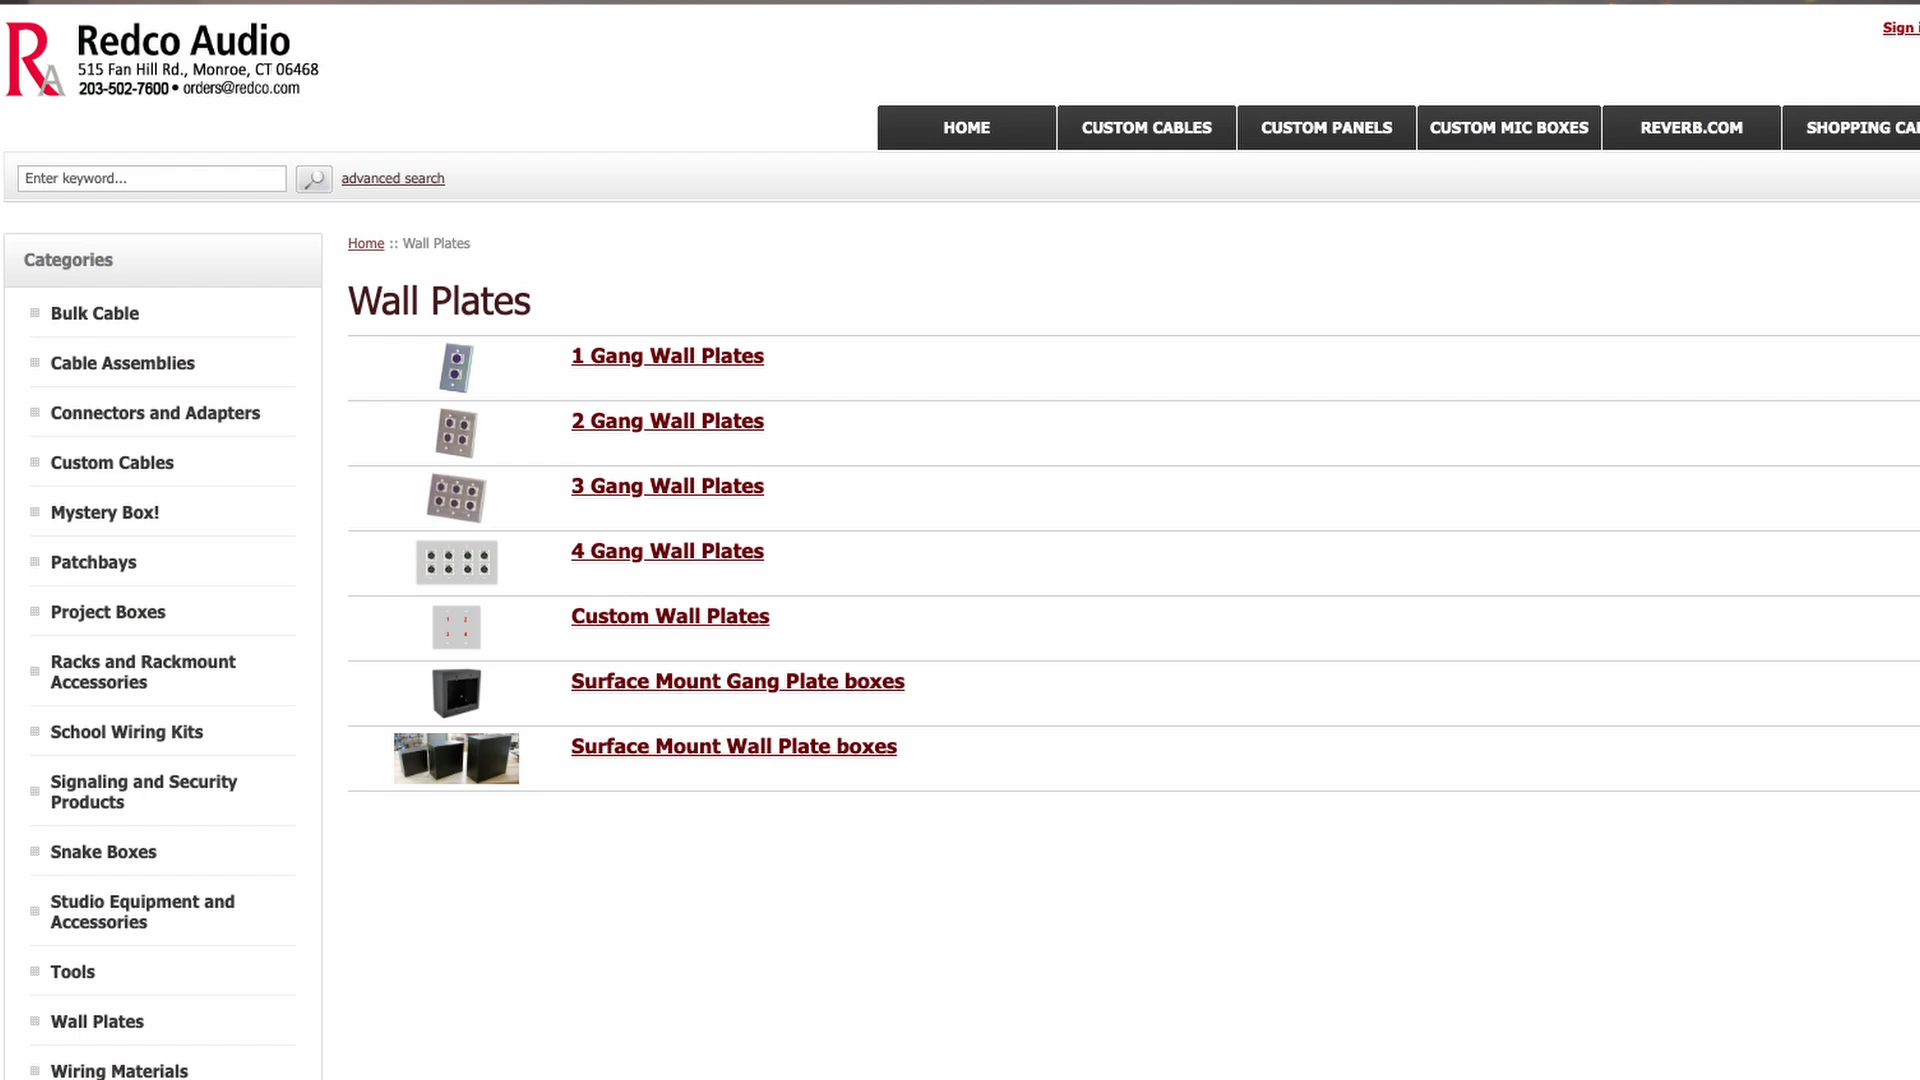 Redco Audio
515 Fan Hill Rd., Monroe, CT 06468
203-502-7600 • orders@redco.com
Sign
HOME
CUSTOM CABLES
CUSTOM PANELS
CUSTOM MIC BOXES
REVERB.COM
SHOPPING
Enter keyword...
advanced search
Categories
Bulk Cable
Cable Assemblies
Connectors and Adapters
Custom Cables
Mystery Box!
Patchbays
Project Boxes
Racks and Rackmount
Accessories
School Wiring Kits
Signaling and Security
Products
Snake Boxes
Studio Equipment and
Accessories
Tools
Wall Plates
Wiring Materials
Home :: Wall Plates
Wall Plates
1 Gang Wall Plates
2 Gang Wall Plates
3 Gang Wall Plates
4 Gang Wall Plates
Custom Wall Plates
Surface Mount Gang Plate boxes
Surface Mount Wall Plate boxes